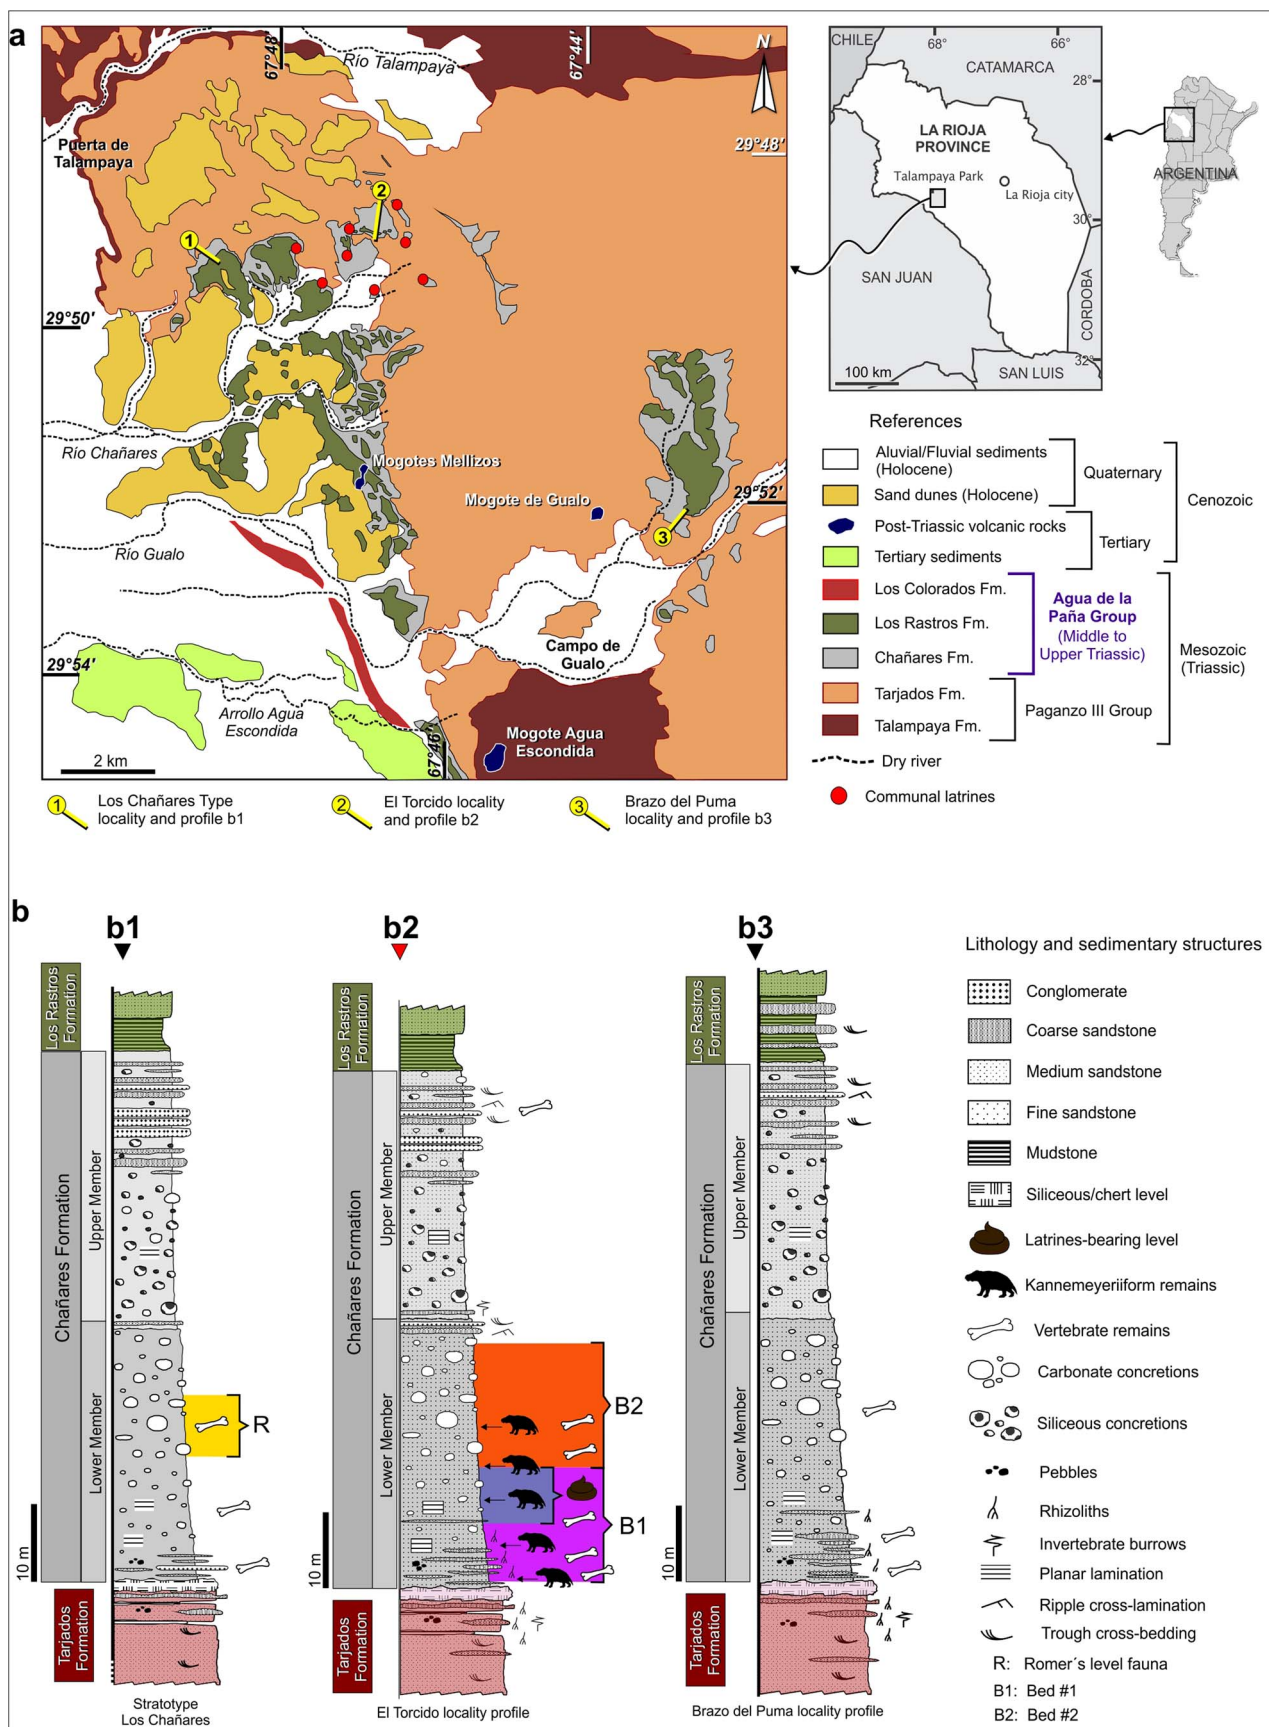 a
67°48'
Río Talampaya
67°44'
N
Puerta de
Talampaya
29°48'
1
2
29°50'
Río Chañares
Mogotes Mellizos
Mogote de Gualo
29°52'
3
Río Gualo
Campo de
Gualo
29°54'
Arrollo Agua
Escondida
Mogote Agua
Escondida
67°46'
2 km
1
Los Chañares Type
locality and profile b1
2
El Torcido locality
and profile b2
3
Brazo del Puma
locality and profile b3
CHILE
68°
66°
CATAMARCA
28°
LA RIOJA
PROVINCE
Talampaya Park
La Rioja city
30°
SAN JUAN
CORDOBA
32°
SAN LUIS
100 km
ARGENTINA
References
Aluvial/Fluvial sediments
(Holocene)
Sand dunes (Holocene)
Quaternary
Post-Triassic volcanic rocks
Tertiary sediments
Tertiary
Cenozoic
Los Colorados Fm.
Los Rastros Fm.
Chañares Fm.
Agua de la
Paña Group
(Middle to
Upper Triassic)
Tarjados Fm.
Talampaya Fm.
Paganzo III Group
Mesozoic
(Triassic)
Dry river
Communal latrines
b
b1
Los Rastros
Formation
Chañares Formation
Upper Member
Lower Member
R
10 m
Tarjados
Formation
Stratotype
Los Chañares
b2
Los Rastros
Formation
Chañares Formation
Upper Member
Lower Member
B2
B1
10 m
Tarjados
Formation
El Torcido locality profile
b3
Los Rastros
Formation
Chañares Formation
Upper Member
Lower Member
10 m
Tarjados
Formation
Brazo del Puma locality profile
Lithology and sedimentary structures
Conglomerate
Coarse sandstone
Medium sandstone
Fine sandstone
Mudstone
Siliceous/chert level
Latrines-bearing level
Kannemeyeriiform remains
Vertebrate remains
Carbonate concretions
Siliceous concretions
Pebbles
Rhizoliths
Invertebrate burrows
Planar lamination
Ripple cross-lamination
Trough cross-bedding
R: Romer´s level fauna
B1: Bed #1
B2: Bed #2